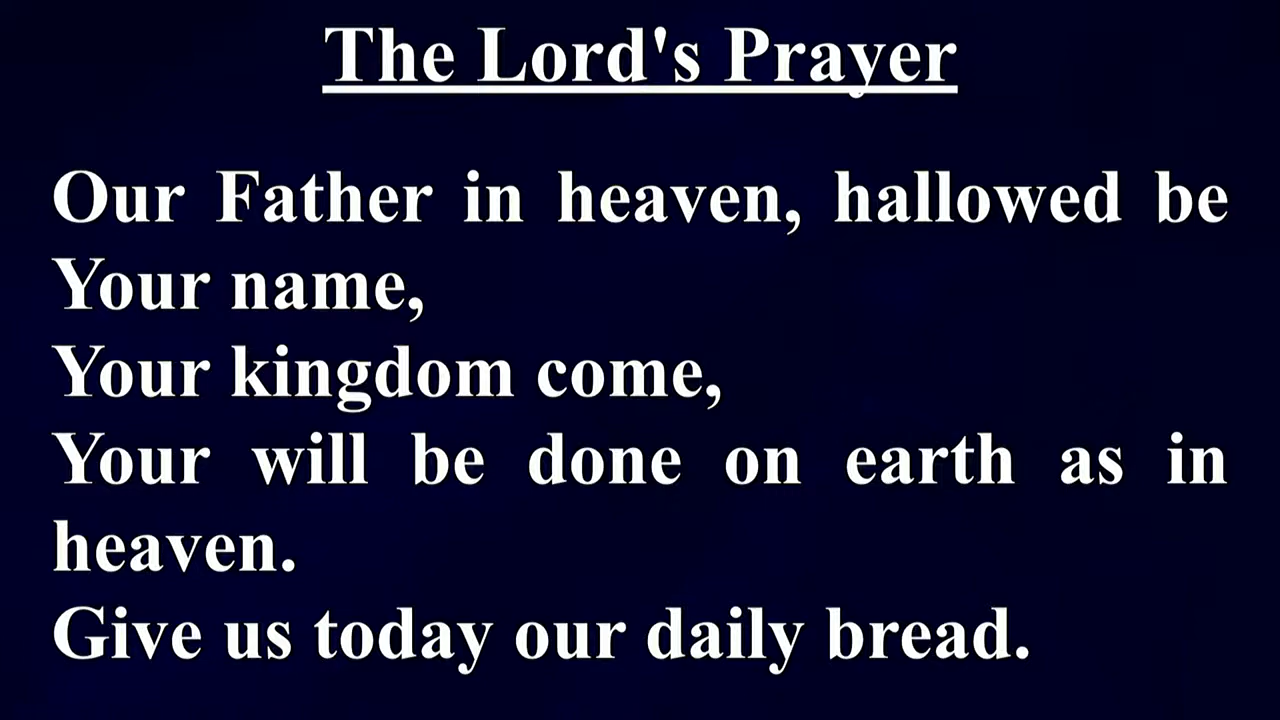 The Lord's Prayer
Our Father in heaven, hallowed be
Your name,
Your kingdom come,
Your will be done on earth as in
heaven.
Give us today our daily bread.